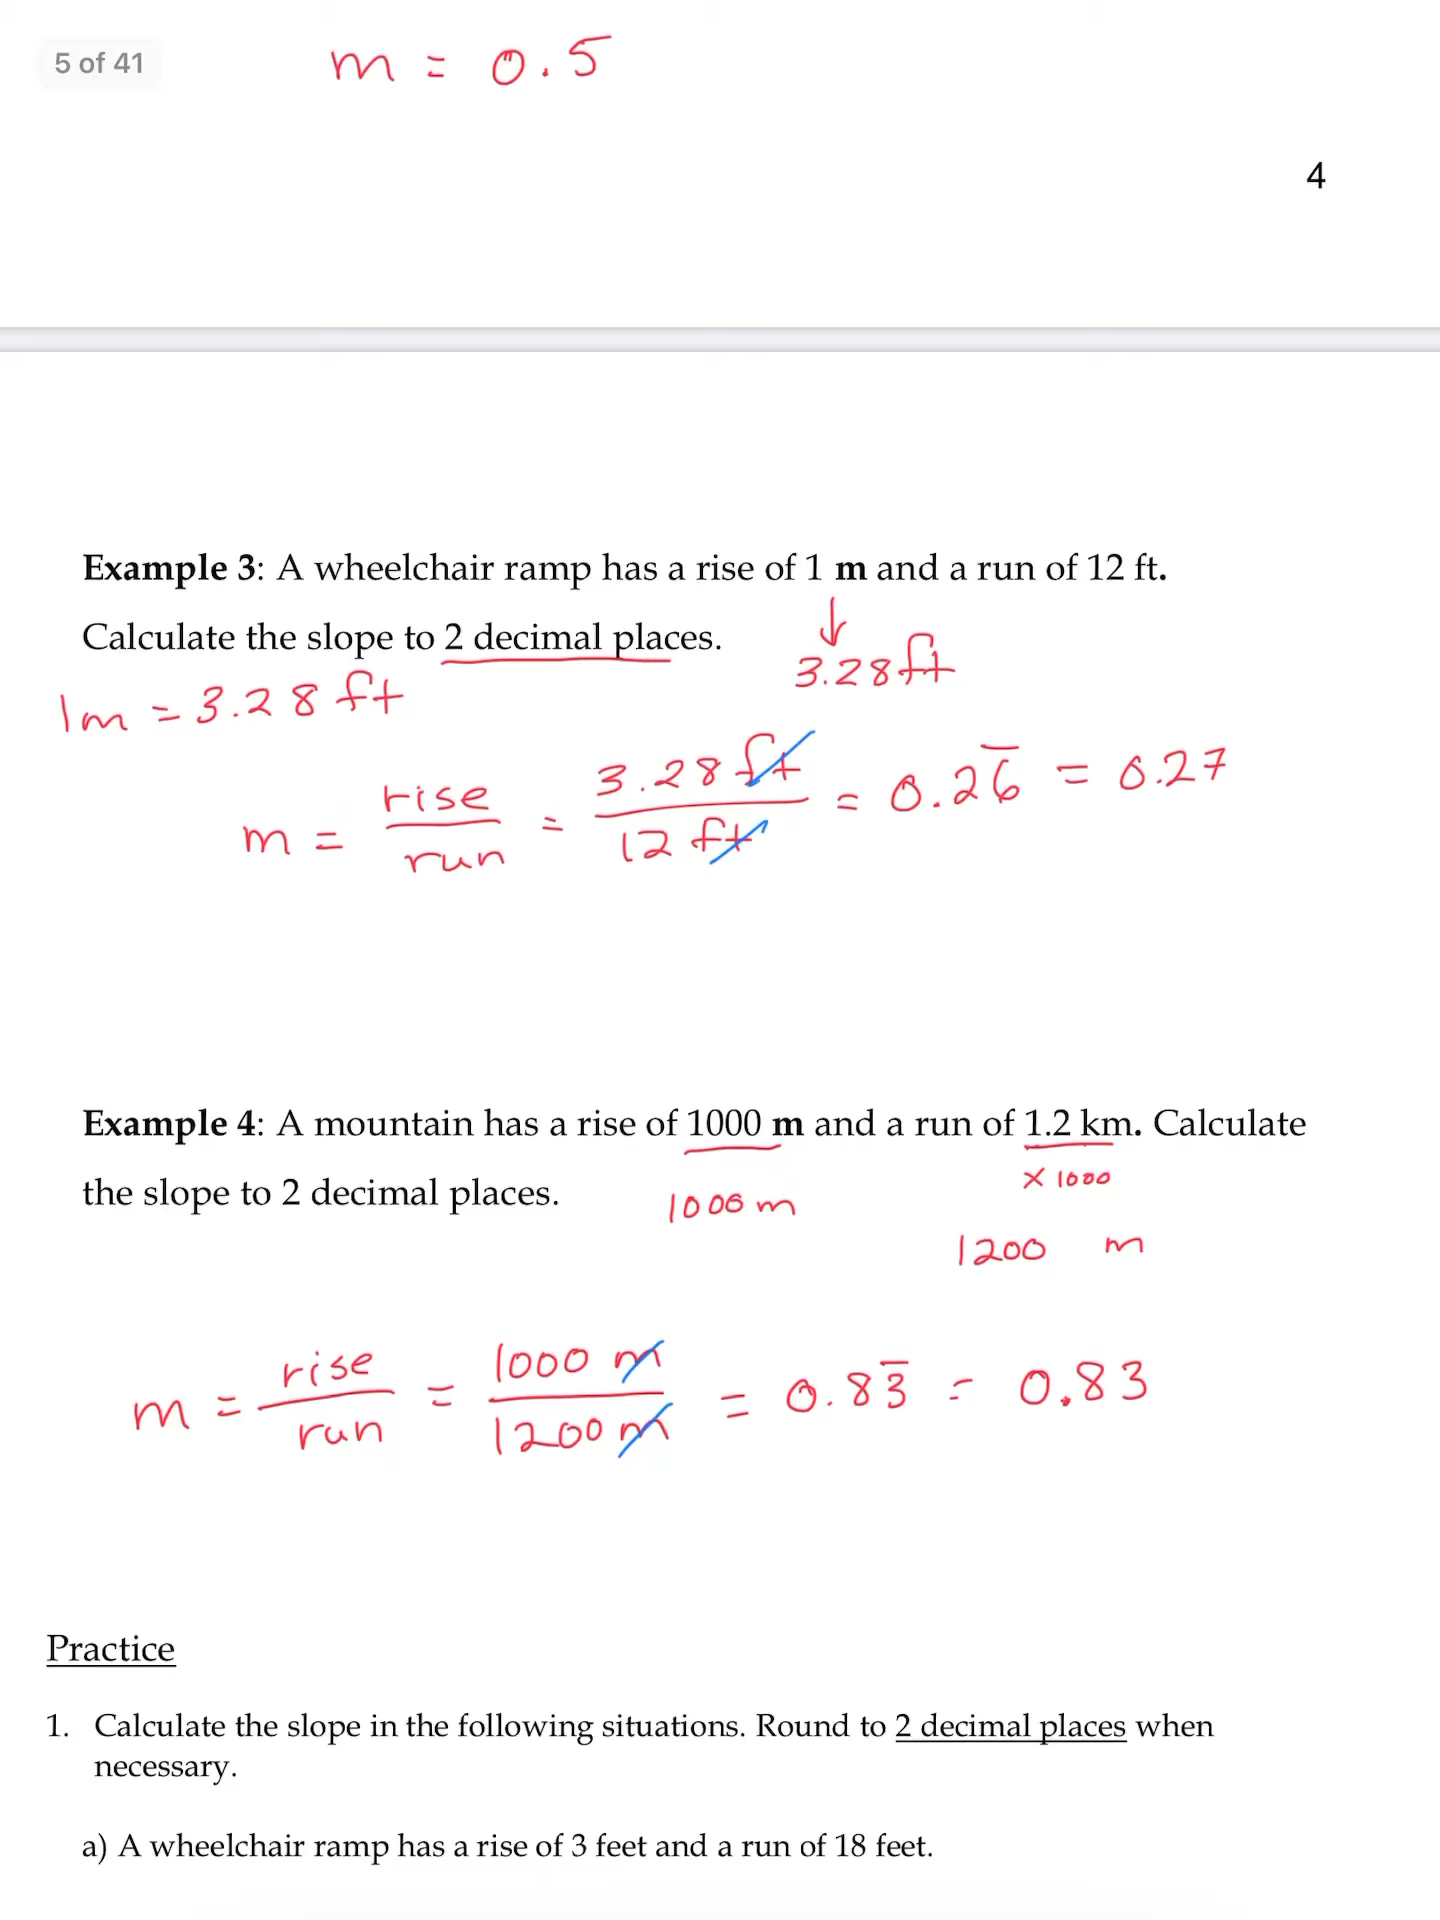 5 of 41
m = 0.5
4
Example 3: A wheelchair ramp has a rise of 1 m and a run of 12 ft.
Calculate the slope to 2 decimal places.
↓
3.28 ft
1m = 3.28 ft
m = rise/run = 3.28 ft/12 ft = 0.26̅ = 0.27
Example 4: A mountain has a rise of 1000 m and a run of 1.2 km. Calculate
the slope to 2 decimal places.
× 1000
1000 m
1200 m
m = rise/run = 1000 m/1200 m = 0.83̅ = 0.83
Practice
1. Calculate the slope in the following situations. Round to 2 decimal places when
necessary.
a) A wheelchair ramp has a rise of 3 feet and a run of 18 feet.